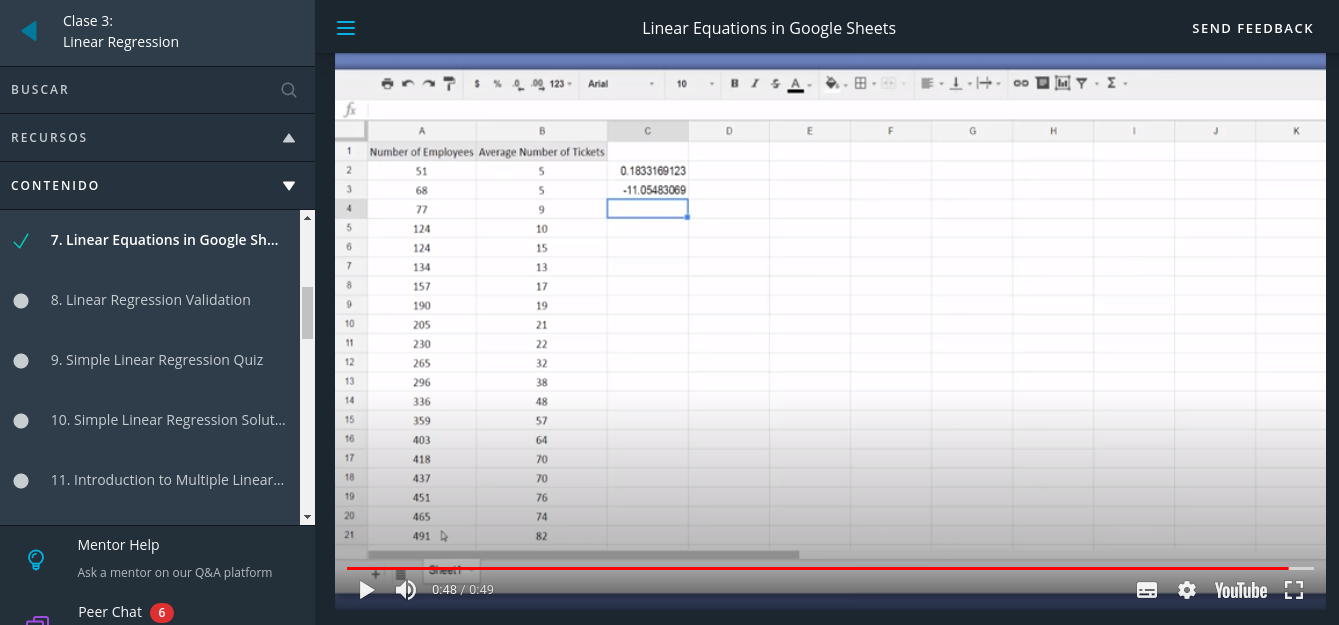 Clase 3:
Linear Regression
BUSCAR
RECURSOS
CONTENIDO
7. Linear Equations in Google Sh...
8. Linear Regression Validation
9. Simple Linear Regression Quiz
10. Simple Linear Regression Solut...
11. Introduction to Multiple Linear...
Mentor Help
Ask a mentor on our Q&A platform
Peer Chat 6
Linear Equations in Google Sheets
SEND FEEDBACK
$ % .0 .00 123 Arial 10 B I S A Σ
fx
A B C D E F G H I J K
1 Number of Employees Average Number of Tickets
2 51 5 0.1833169123
3 68 5 -11.05483069
4 77 9
5 124 10
6 124 15
7 134 13
8 157 17
9 190 19
10 205 21
11 230 22
12 265 32
13 296 38
14 336 48
15 359 57
16 403 64
17 418 70
18 437 70
19 451 76
20 465 74
21 491 82
+ Sheet1
0:48 / 0:49
YouTube